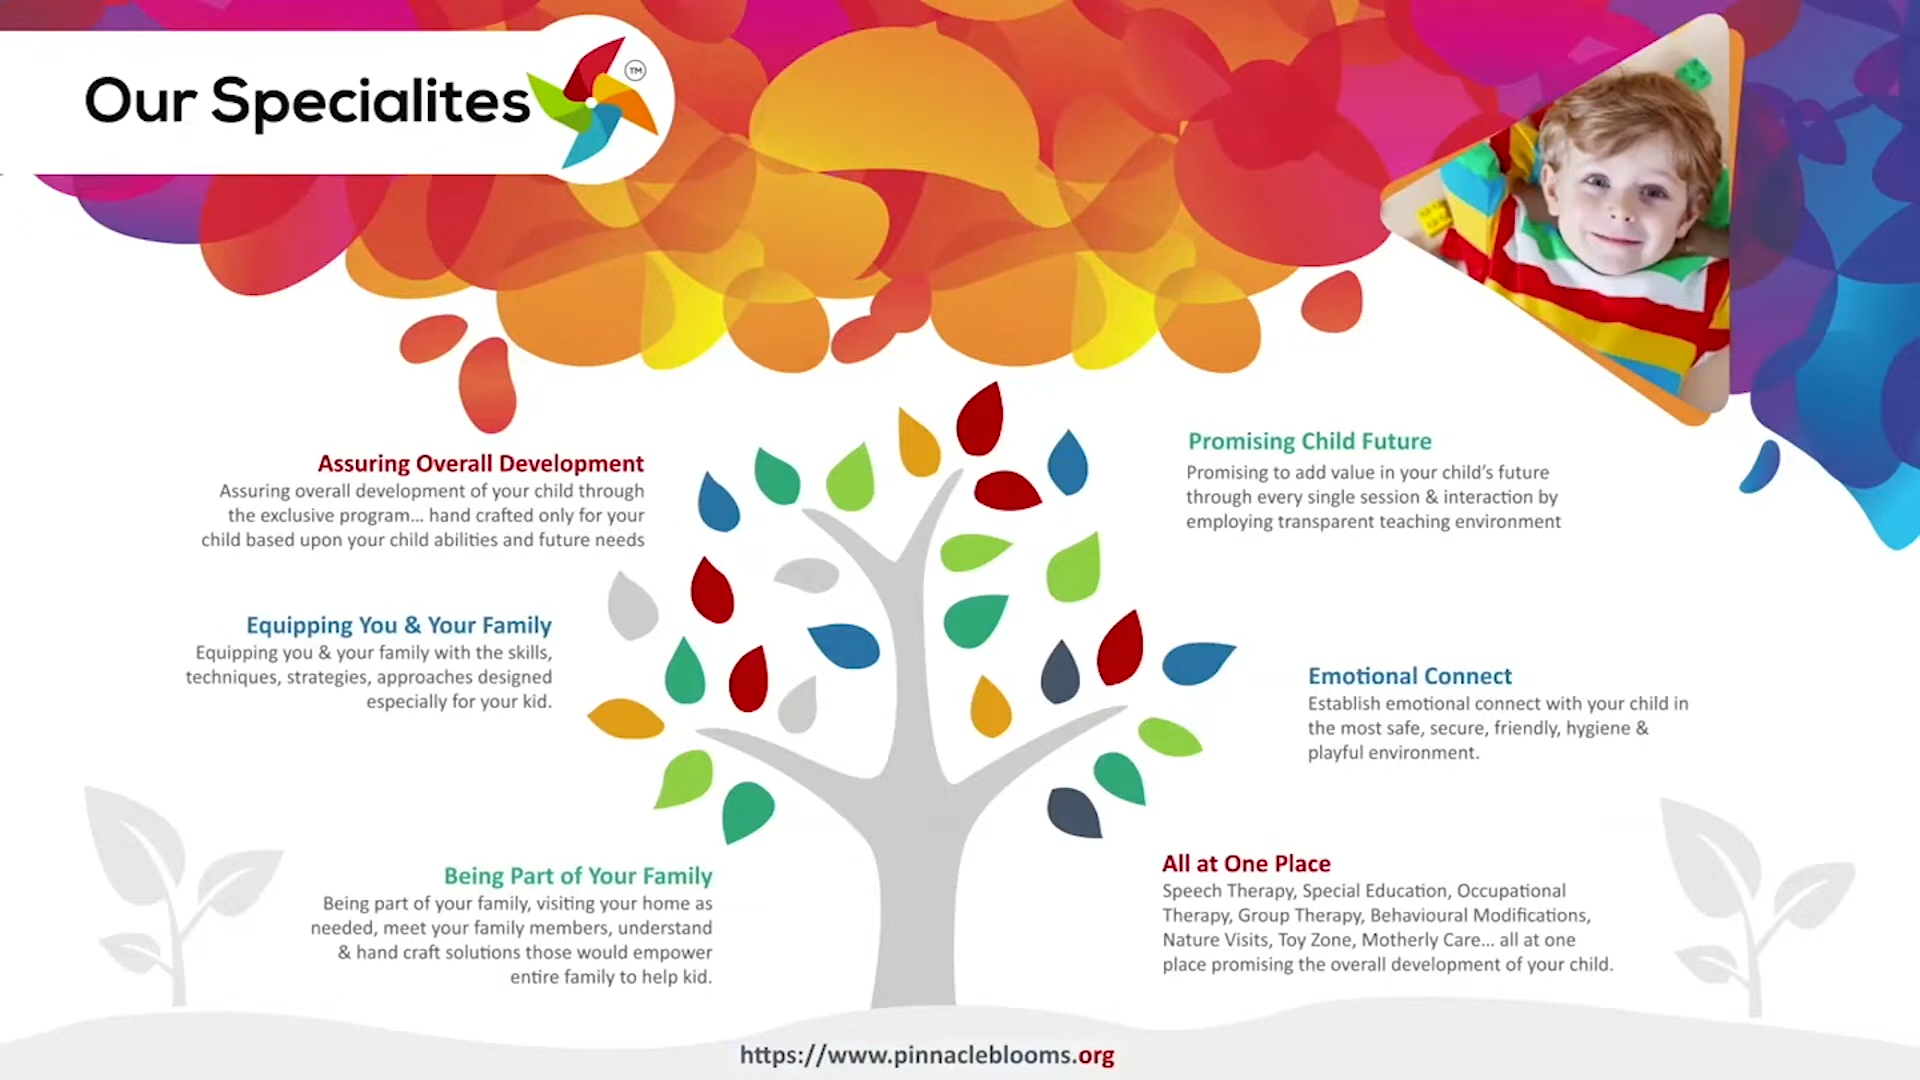 Our Specialites
TM
Assuring Overall Development
Assuring overall development of your child through
the exclusive program... hand crafted only for your
child based upon your child abilities and future needs
Equipping You & Your Family
Equipping you & your family with the skills,
techniques, strategies, approaches designed
especially for your kid.
Being Part of Your Family
Being part of your family, visiting your home as
needed, meet your family members, understand
& hand craft solutions those would empower
entire family to help kid.
Promising Child Future
Promising to add value in your child's future
through every single session & interaction by
employing transparent teaching environment
Emotional Connect
Establish emotional connect with your child in
the most safe, secure, friendly, hygiene &
playful environment.
All at One Place
Speech Therapy, Special Education, Occupational
Therapy, Group Therapy, Behavioural Modifications,
Nature Visits, Toy Zone, Motherly Care... all at one
place promising the overall development of your child.
https://www.pinnacleblooms.org